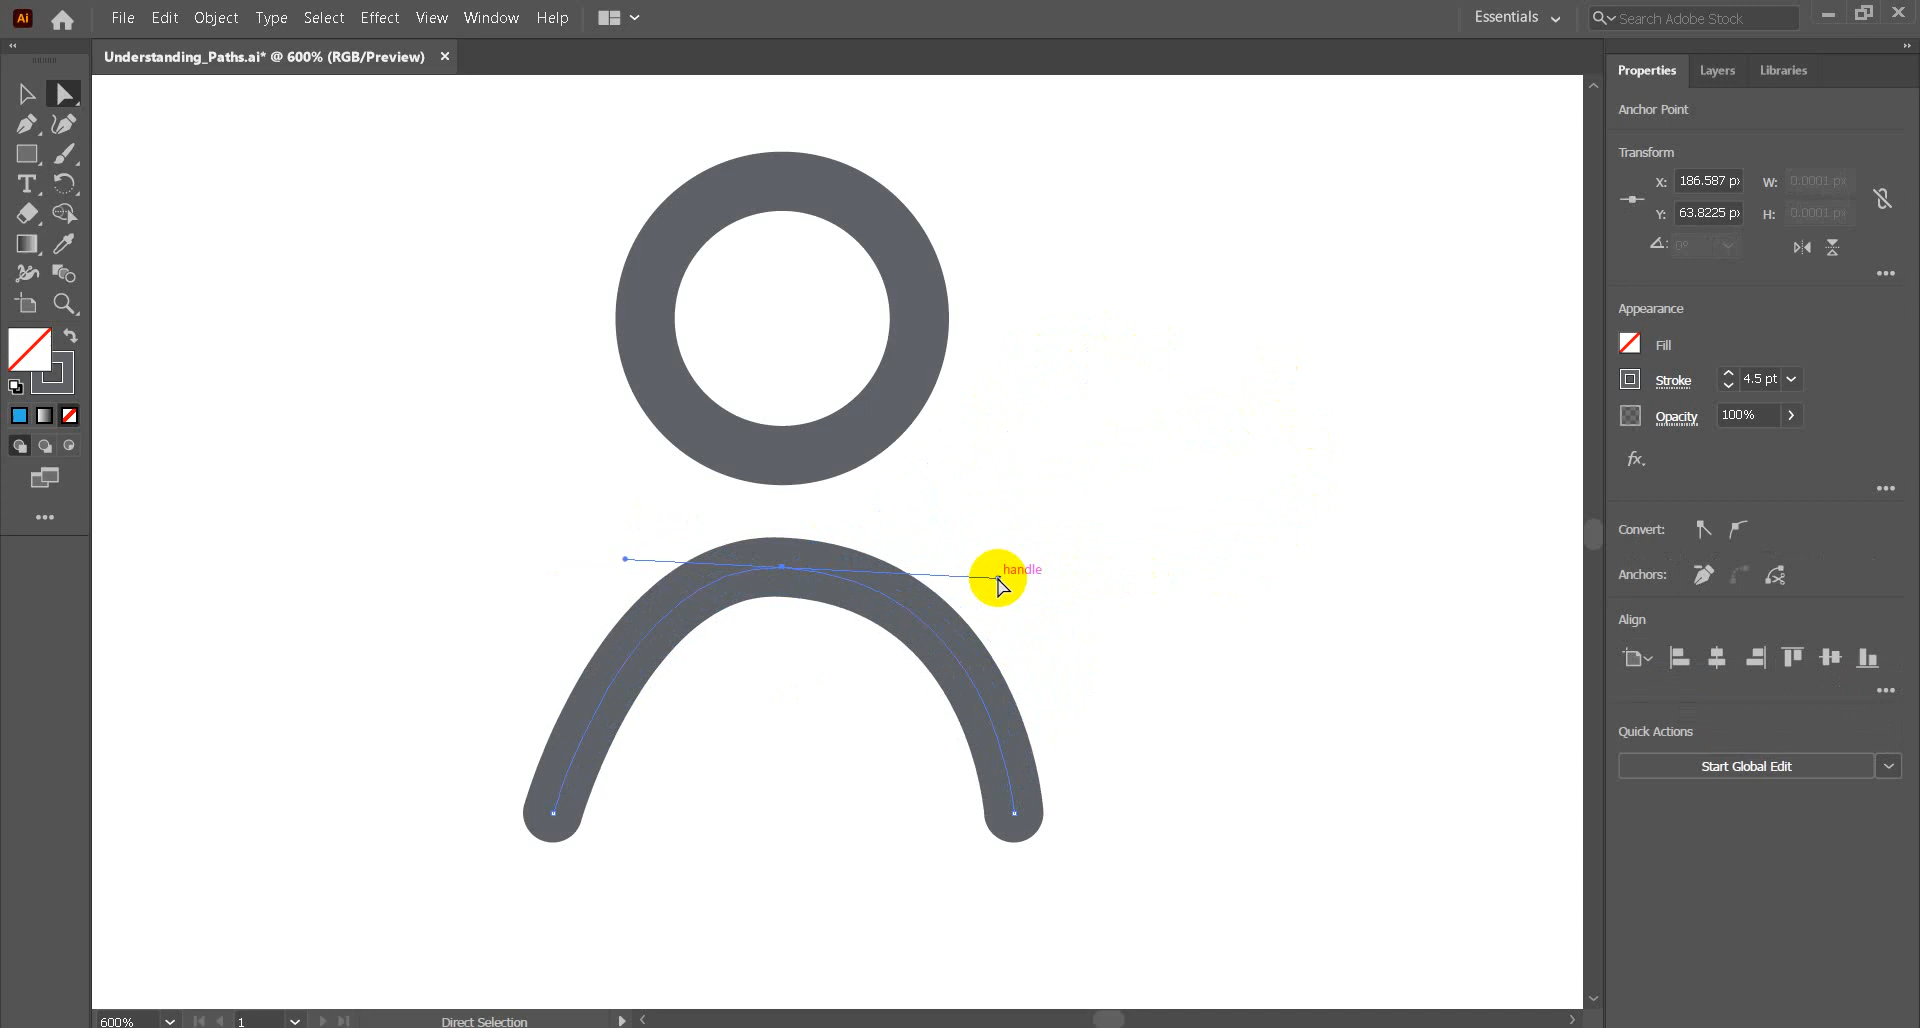 Ai File Edit Object Type Select Effect View Window Help Essentials Search Adobe Stock
Understanding_Paths.ai* @ 600% (RGB/Preview)
Properties Layers Libraries
Anchor Point
Transform
X: 186.587 px W: 0.0001 px
Y: 63.8225 px H: 0.0001 px
0°
Appearance
Fill
Stroke 4.5 pt
Opacity 100%
fx.
Convert:
handle
Anchors:
Align
Quick Actions
Start Global Edit
600% 1 Direct Selection